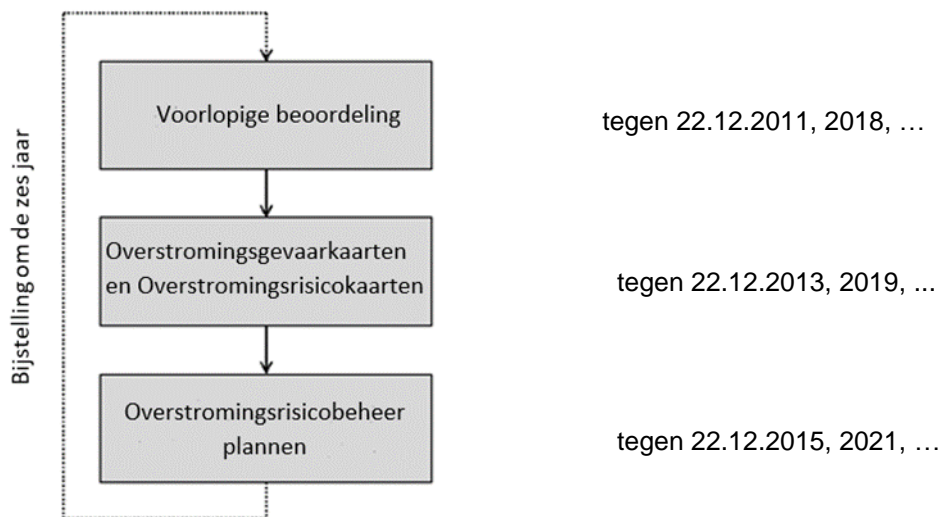 Bijstelling om de zes jaar
Voorlopige beoordeling
tegen 22.12.2011, 2018, …
Overstromingsgevaarkaarten
en Overstromingsrisicokaarten
tegen 22.12.2013, 2019, ...
Overstromingsrisicobeheer
plannen
tegen 22.12.2015, 2021, …